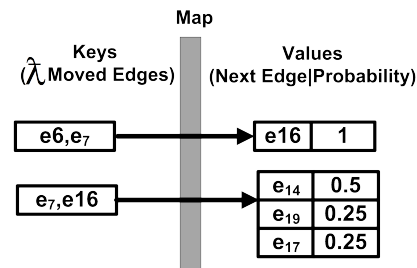 Map
Keys
(λ̂ Moved Edges)
Values
(Next Edge|Probability)
e6,e₇
e16 1
e₇,e16
e₁₄ 0.5
e₁₉ 0.25
e₁₇ 0.25